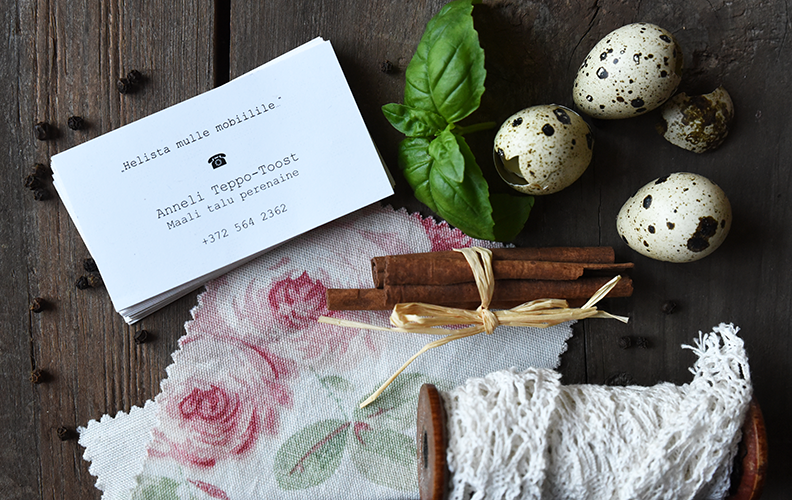 Helista mulle mobiilile
Anneli Teppo-Toost
Maali talu perenaine
+372 564 2362